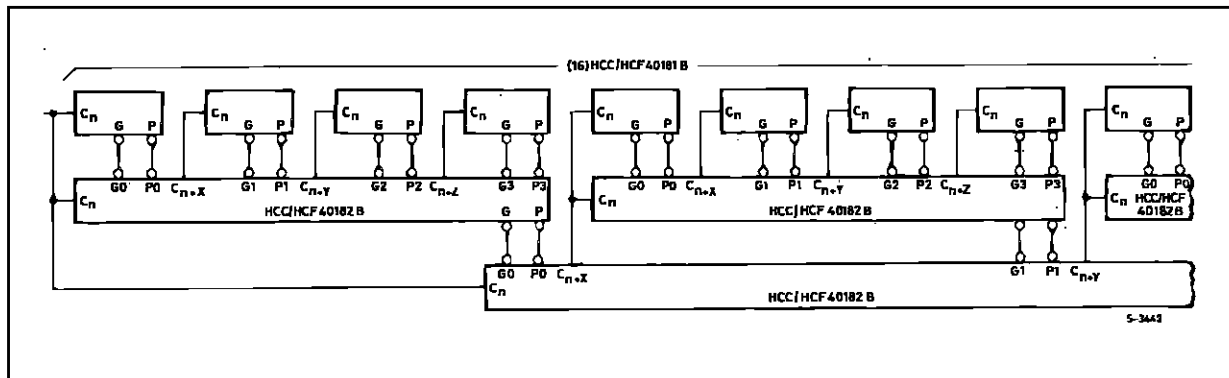 (16) HCC/HCF 40181 B
Cn G P Cn G P Cn G P Cn G P Cn G P Cn G P Cn G P Cn G P Cn G P
G0 P0 Cn+X G1 P1 Cn+Y G2 P2 Cn+Z G3 P3 G0 P0 Cn+X G1 P1 Cn+Y G2 P2 Cn+Z G3 P3 G0 P0
Cn HCC/HCF 40182 B G P Cn HCC/HCF 40182 B Cn HCC/HCF
40182 B
G0 P0 Cn+X G1 P1 Cn+Y
Cn HCC/HCF 40182 B
S-3442